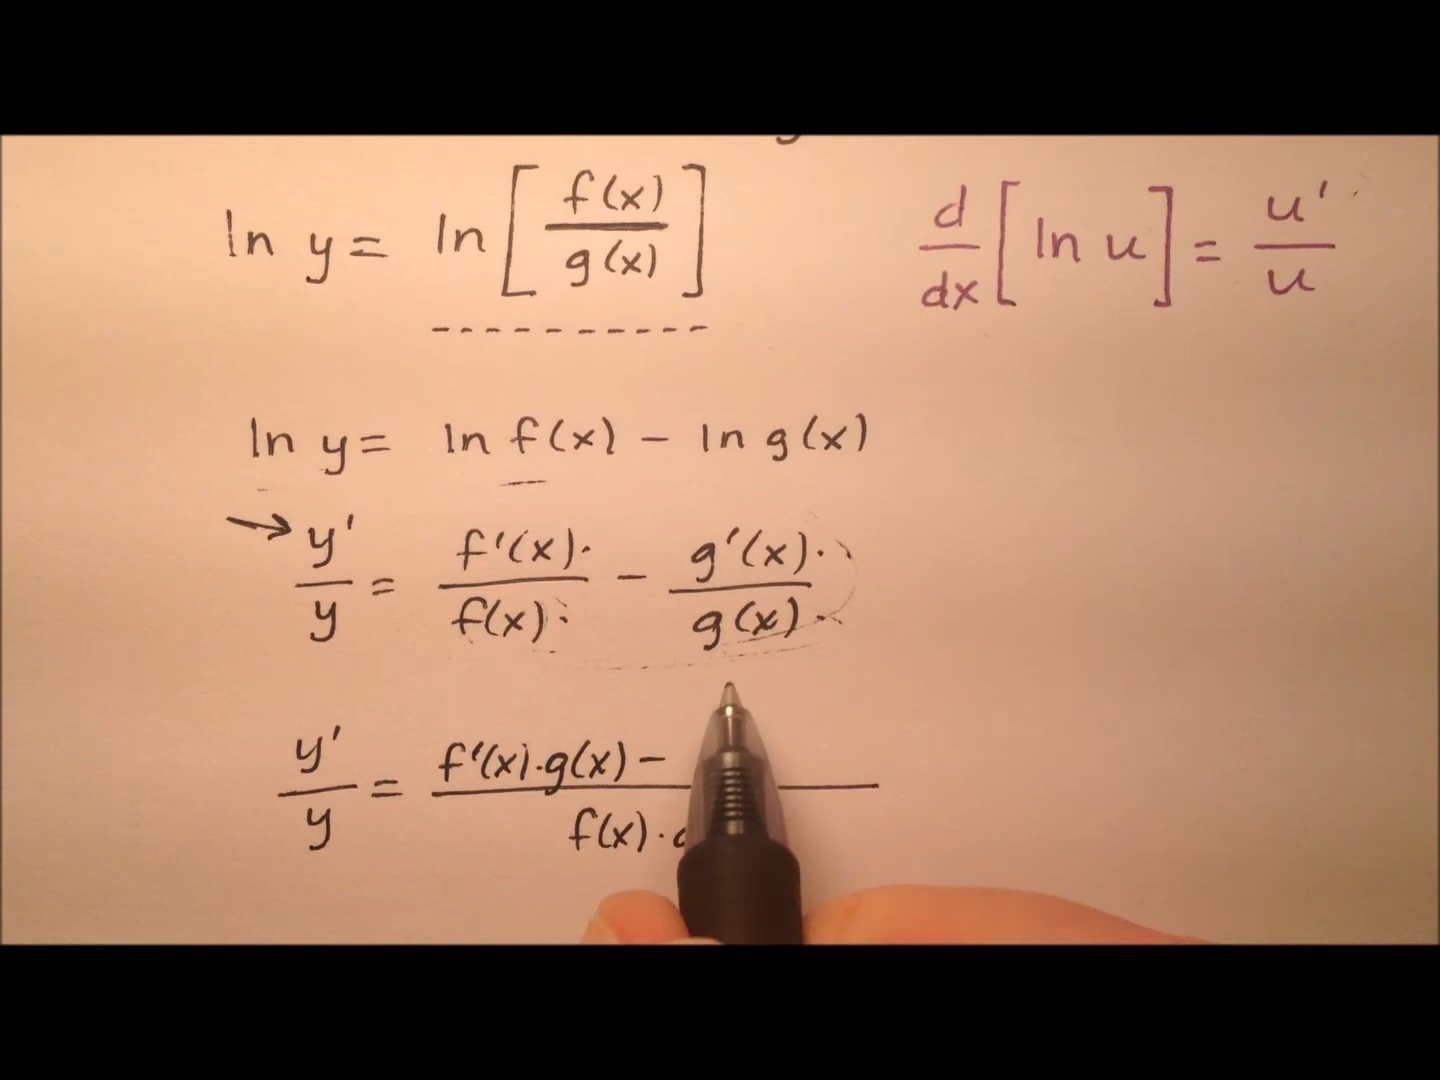 ln y = ln [ f(x) / g(x) ]
d/dx [ ln u ] = u' / u
ln y = ln f(x) − ln g(x)
→ y' / y = f'(x)· / f(x)· − g'(x)· / g(x)·
y' / y = f'(x)·g(x) − / f(x)·